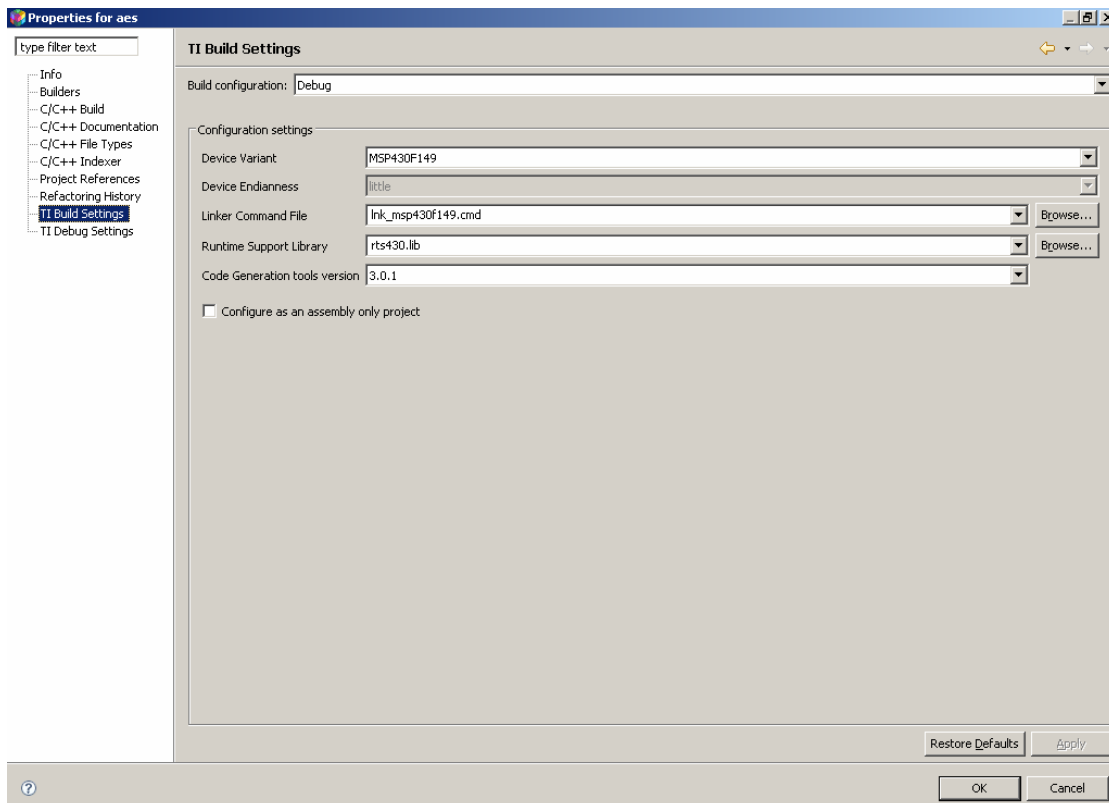 Properties for aes
type filter text
Info
Builders
C/C++ Build
C/C++ Documentation
C/C++ File Types
C/C++ Indexer
Project References
Refactoring History
TI Build Settings
TI Debug Settings
TI Build Settings
Build configuration: Debug
Configuration settings
Device Variant MSP430F149
Device Endianness little
Linker Command File lnk_msp430f149.cmd Browse...
Runtime Support Library rts430.lib Browse...
Code Generation tools version 3.0.1
Configure as an assembly only project
Restore Defaults Apply
? OK Cancel